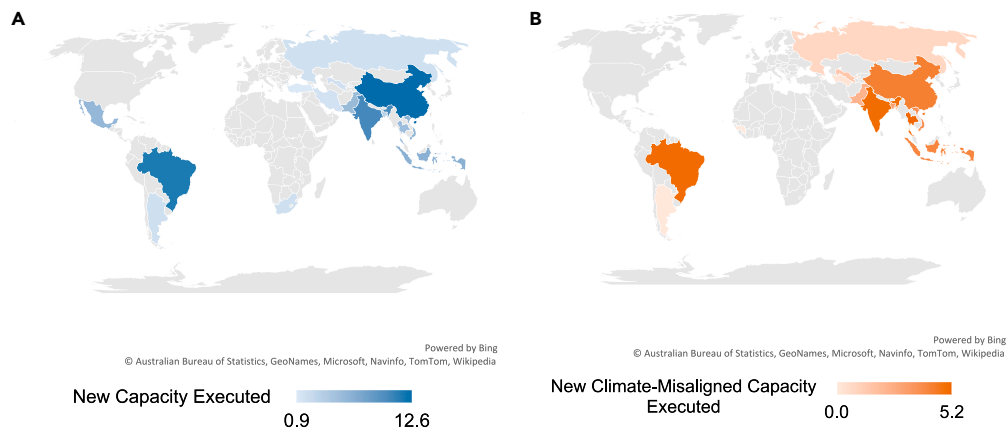 A
B
Powered by Bing
© Australian Bureau of Statistics, GeoNames, Microsoft, Navinfo, TomTom, Wikipedia
Powered by Bing
© Australian Bureau of Statistics, GeoNames, Microsoft, Navinfo, TomTom, Wikipedia
New Capacity Executed
0.9
12.6
New Climate-Misaligned Capacity
Executed
0.0
5.2